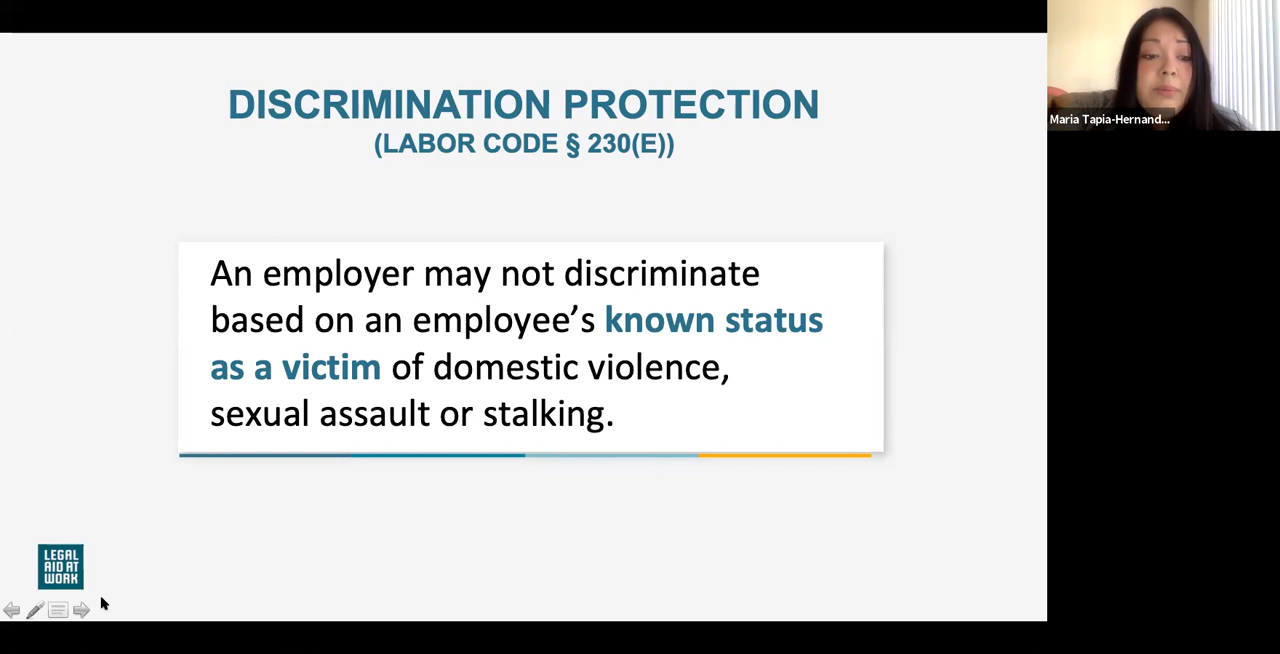 DISCRIMINATION PROTECTION
(LABOR CODE § 230(E))
An employer may not discriminate
based on an employee’s known status
as a victim of domestic violence,
sexual assault or stalking.
LEGAL
AID AT
WORK
Maria Tapia-Hernand...